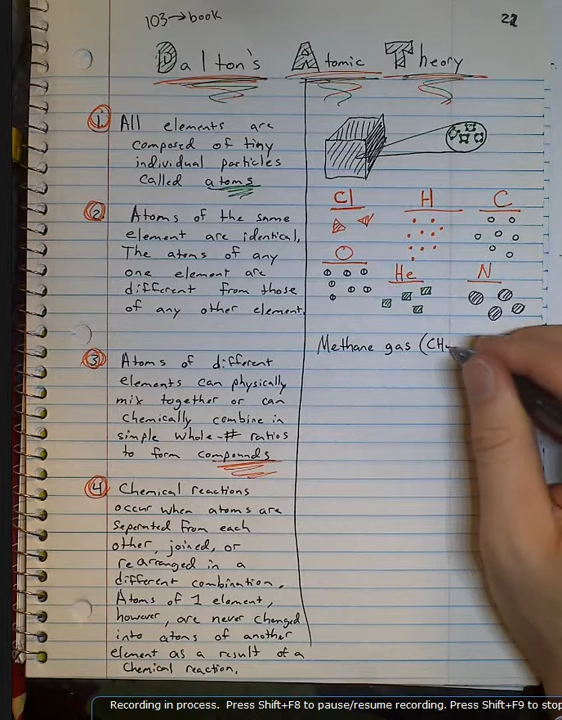 103→book
22
Dalton's Atomic Theory
① All elements are
composed of tiny
individual particles
called atoms
② Atoms of the same
element are identical.
The atoms of any
one element are
different from those
of any other element.
③ Atoms of different
elements can physically
mix together or can
chemically combine in
simple whole-# ratios
to form compounds
④ Chemical reactions
occur when atoms are
seperated from each
other, joined, or
rearranged in a
different combination.
Atoms of 1 element,
however, are never changed
into atoms of another
element as a result of a
chemical reaction.
Cl H C
O He N
Methane gas (CH
Recording in process. Press Shift+F8 to pause/resume recording. Press Shift+F9 to stop